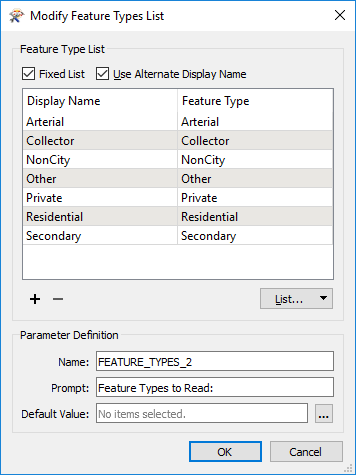 Modify Feature Types List
Feature Type List
Fixed List Use Alternate Display Name
Display Name Feature Type
Arterial Arterial
Collector Collector
NonCity NonCity
Other Other
Private Private
Residential Residential
Secondary Secondary
List...
Parameter Definition
Name: FEATURE_TYPES_2
Prompt: Feature Types to Read:
Default Value: No items selected. ...
OK Cancel